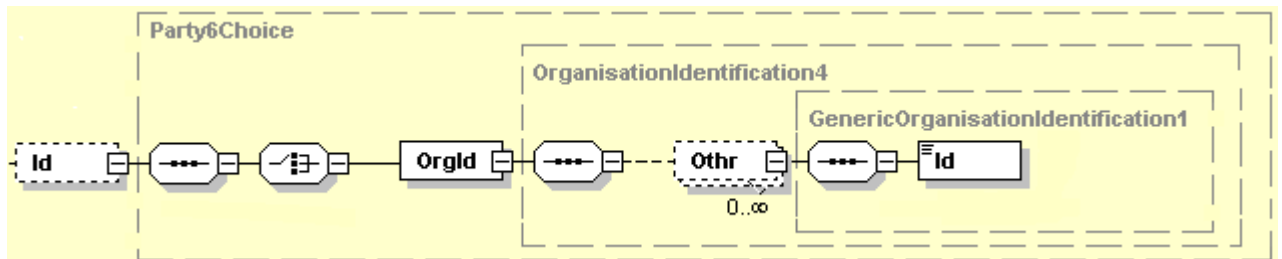 Party6Choice
OrganisationIdentification4
GenericOrganisationIdentification1
Id
OrgId
Othr
Id
0..∞